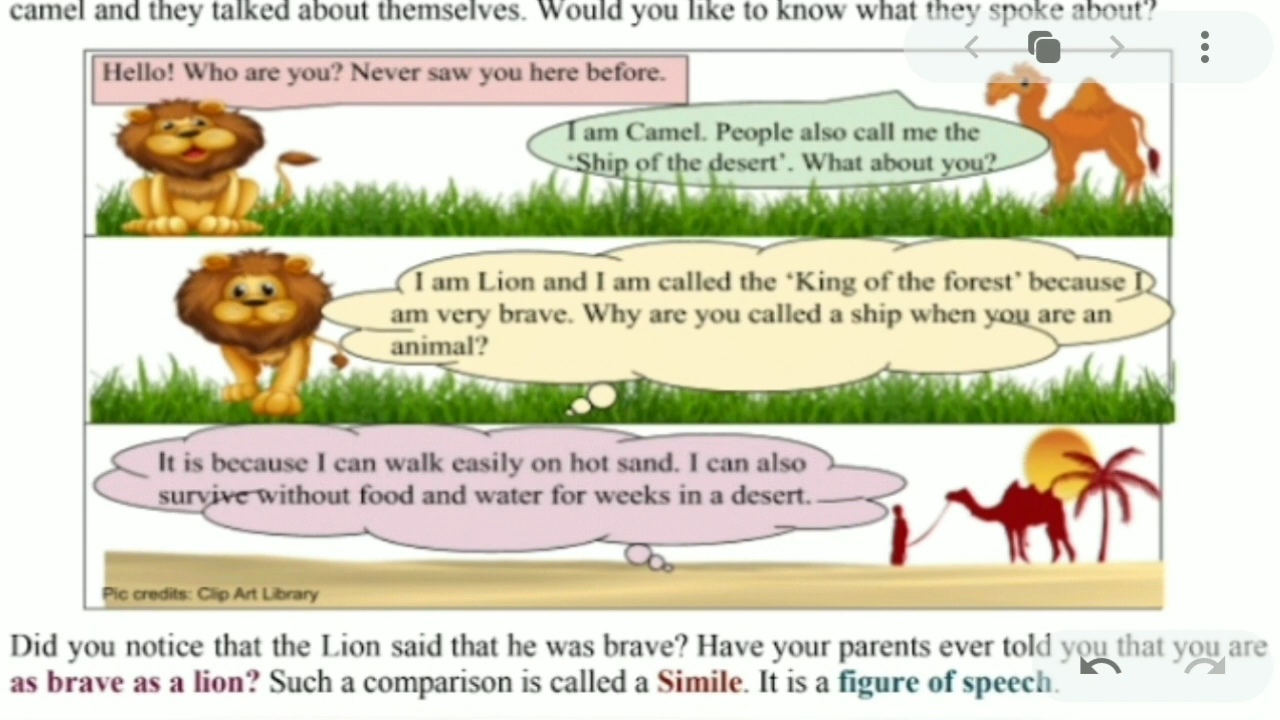 camel and they talked about themselves. Would you like to know what they spoke about?
Hello! Who are you? Never saw you here before.
I am Camel. People also call me the
‘Ship of the desert’. What about you?
I am Lion and I am called the ‘King of the forest’ because I
am very brave. Why are you called a ship when you are an
animal?
It is because I can walk easily on hot sand. I can also
survive without food and water for weeks in a desert.
Pic credits: Clip Art Library
Did you notice that the Lion said that he was brave? Have your parents ever told you that you are
as brave as a lion? Such a comparison is called a Simile. It is a figure of speech.